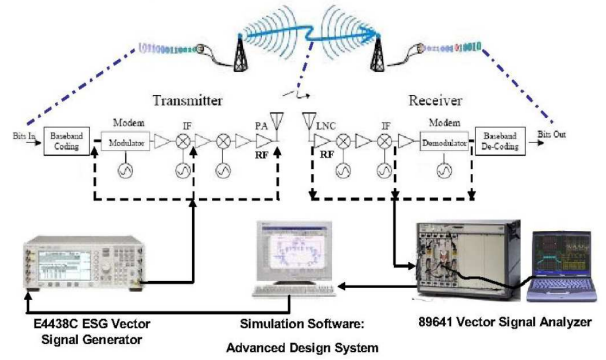 Transmitter
Receiver
Bits In
Baseband
Coding
Modem
Modulator
IF
PA
RF
LNC
RF
IF
Modem
Demodulator
Baseband
De-Coding
Bits Out
E4438C ESG Vector
Signal Generator
Simulation Software:
Advanced Design System
89641 Vector Signal Analyzer